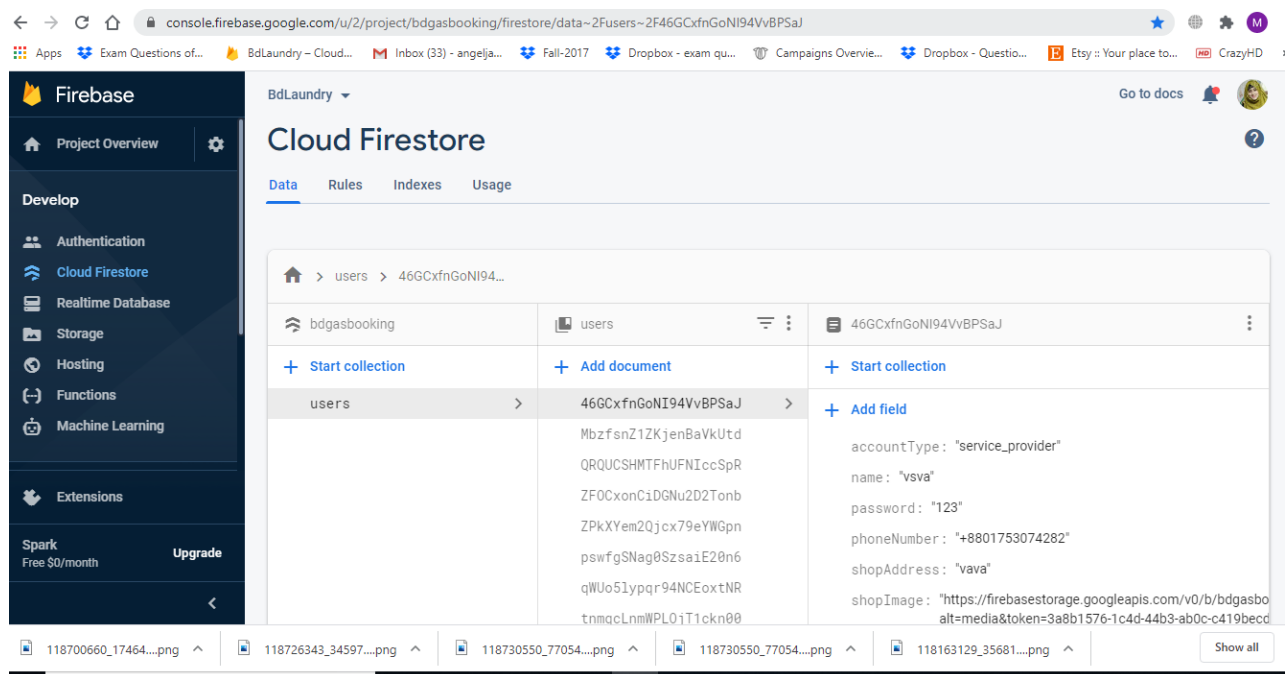 console.firebase.google.com/u/2/project/bdgasbooking/firestore/data~2Fusers~2F46GCxfnGoNI94VvBPSaJ
M
Apps Exam Questions of... BdLaundry – Cloud... Inbox (33) - angelja... Fall-2017 Dropbox - exam qu... Campaigns Overvie... Dropbox - Questio... Etsy :: Your place to... CrazyHD
Firebase
Project Overview
Develop
Authentication
Cloud Firestore
Realtime Database
Storage
Hosting
Functions
Machine Learning
Extensions
Spark
Free $0/month
Upgrade
BdLaundry
Go to docs
Cloud Firestore
Data Rules Indexes Usage
users 46GCxfnGoNI94...
bdgasbooking
Start collection
users
users
Add document
46GCxfnGoNI94VvBPSaJ
MbzfsnZ1ZKjenBaVkUtd
QRQUCSHMTFhUFNIccSpR
ZFOCxonCiDGNu2D2Tonb
ZPkXYem2Qjcx79eYWGpn
pswfgSNag0SzsaiE20n6
qWUo5lypqr94NCEoxtNR
tnmqcLnmWPLOjT1ckn00
46GCxfnGoNI94VvBPSaJ
Start collection
Add field
accountType: "service_provider"
name: "vsva"
password: "123"
phoneNumber: "+8801753074282"
shopAddress: "vava"
shopImage: "https://firebasestorage.googleapis.com/v0/b/bdgasbo
alt=media&token=3a8b1576-1c4d-44b3-ab0c-c419becd
118700660_17464....png 118726343_34597....png 118730550_77054....png 118730550_77054....png 118163129_35681....png Show all